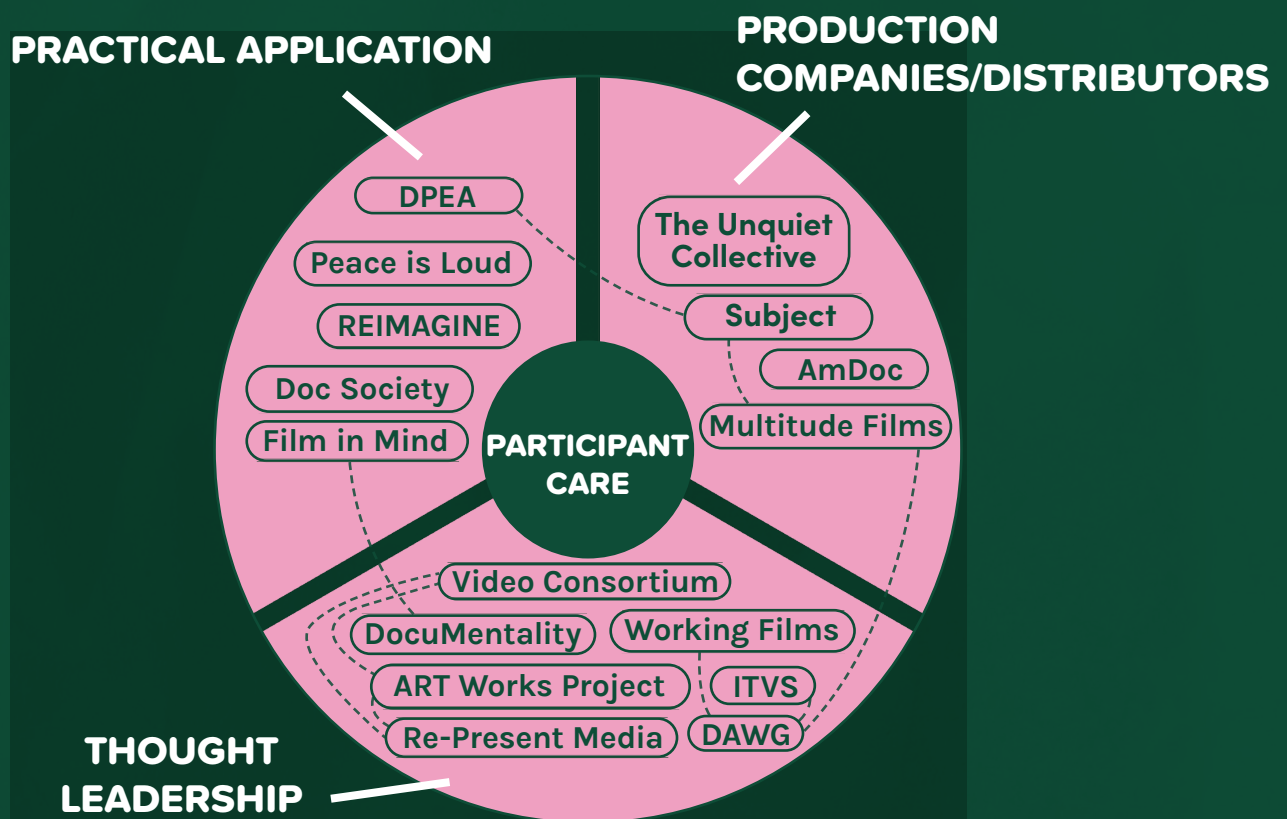 PRACTICAL APPLICATION
PRODUCTION
COMPANIES/DISTRIBUTORS
DPEA
Peace is Loud
REIMAGINE
Doc Society
Film in Mind
The Unquiet
Collective
Subject
AmDoc
Multitude Films
PARTICIPANT
CARE
Video Consortium
DocuMentality
Working Films
ART Works Project
ITVS
Re-Present Media
DAWG
THOUGHT
LEADERSHIP